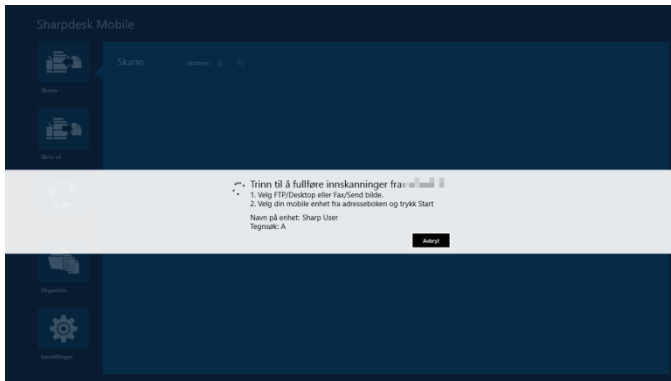 Sharpdesk Mobile
Skann
Skanner:
Skann
Skriv ut
Trinn til å fullføre innskanninger fra
1. Velg FTP/Desktop eller Fax/Send bilde.
2. Velg din mobile enhet fra adresseboken og trykk Start
Navn på enhet: Sharp User
Tegnsøk: A
Avbryt
Organiser
Innstillinger